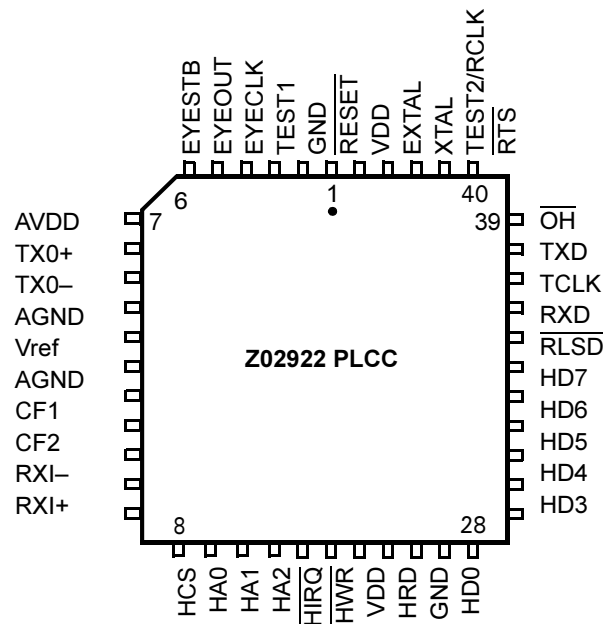 EYESTB
EYEOUT
EYECLK
TEST1
GND
RESET
VDD
EXTAL
XTAL
TEST2/RCLK
RTS
6
1
40
7
39
AVDD
TX0+
TX0–
AGND
Vref
AGND
CF1
CF2
RXI–
RXI+
Z02922 PLCC
OH
TXD
TCLK
RXD
RLSD
HD7
HD6
HD5
HD4
HD3
8
28
HCS
HA0
HA1
HA2
HIRQ
HWR
VDD
HRD
GND
HD0